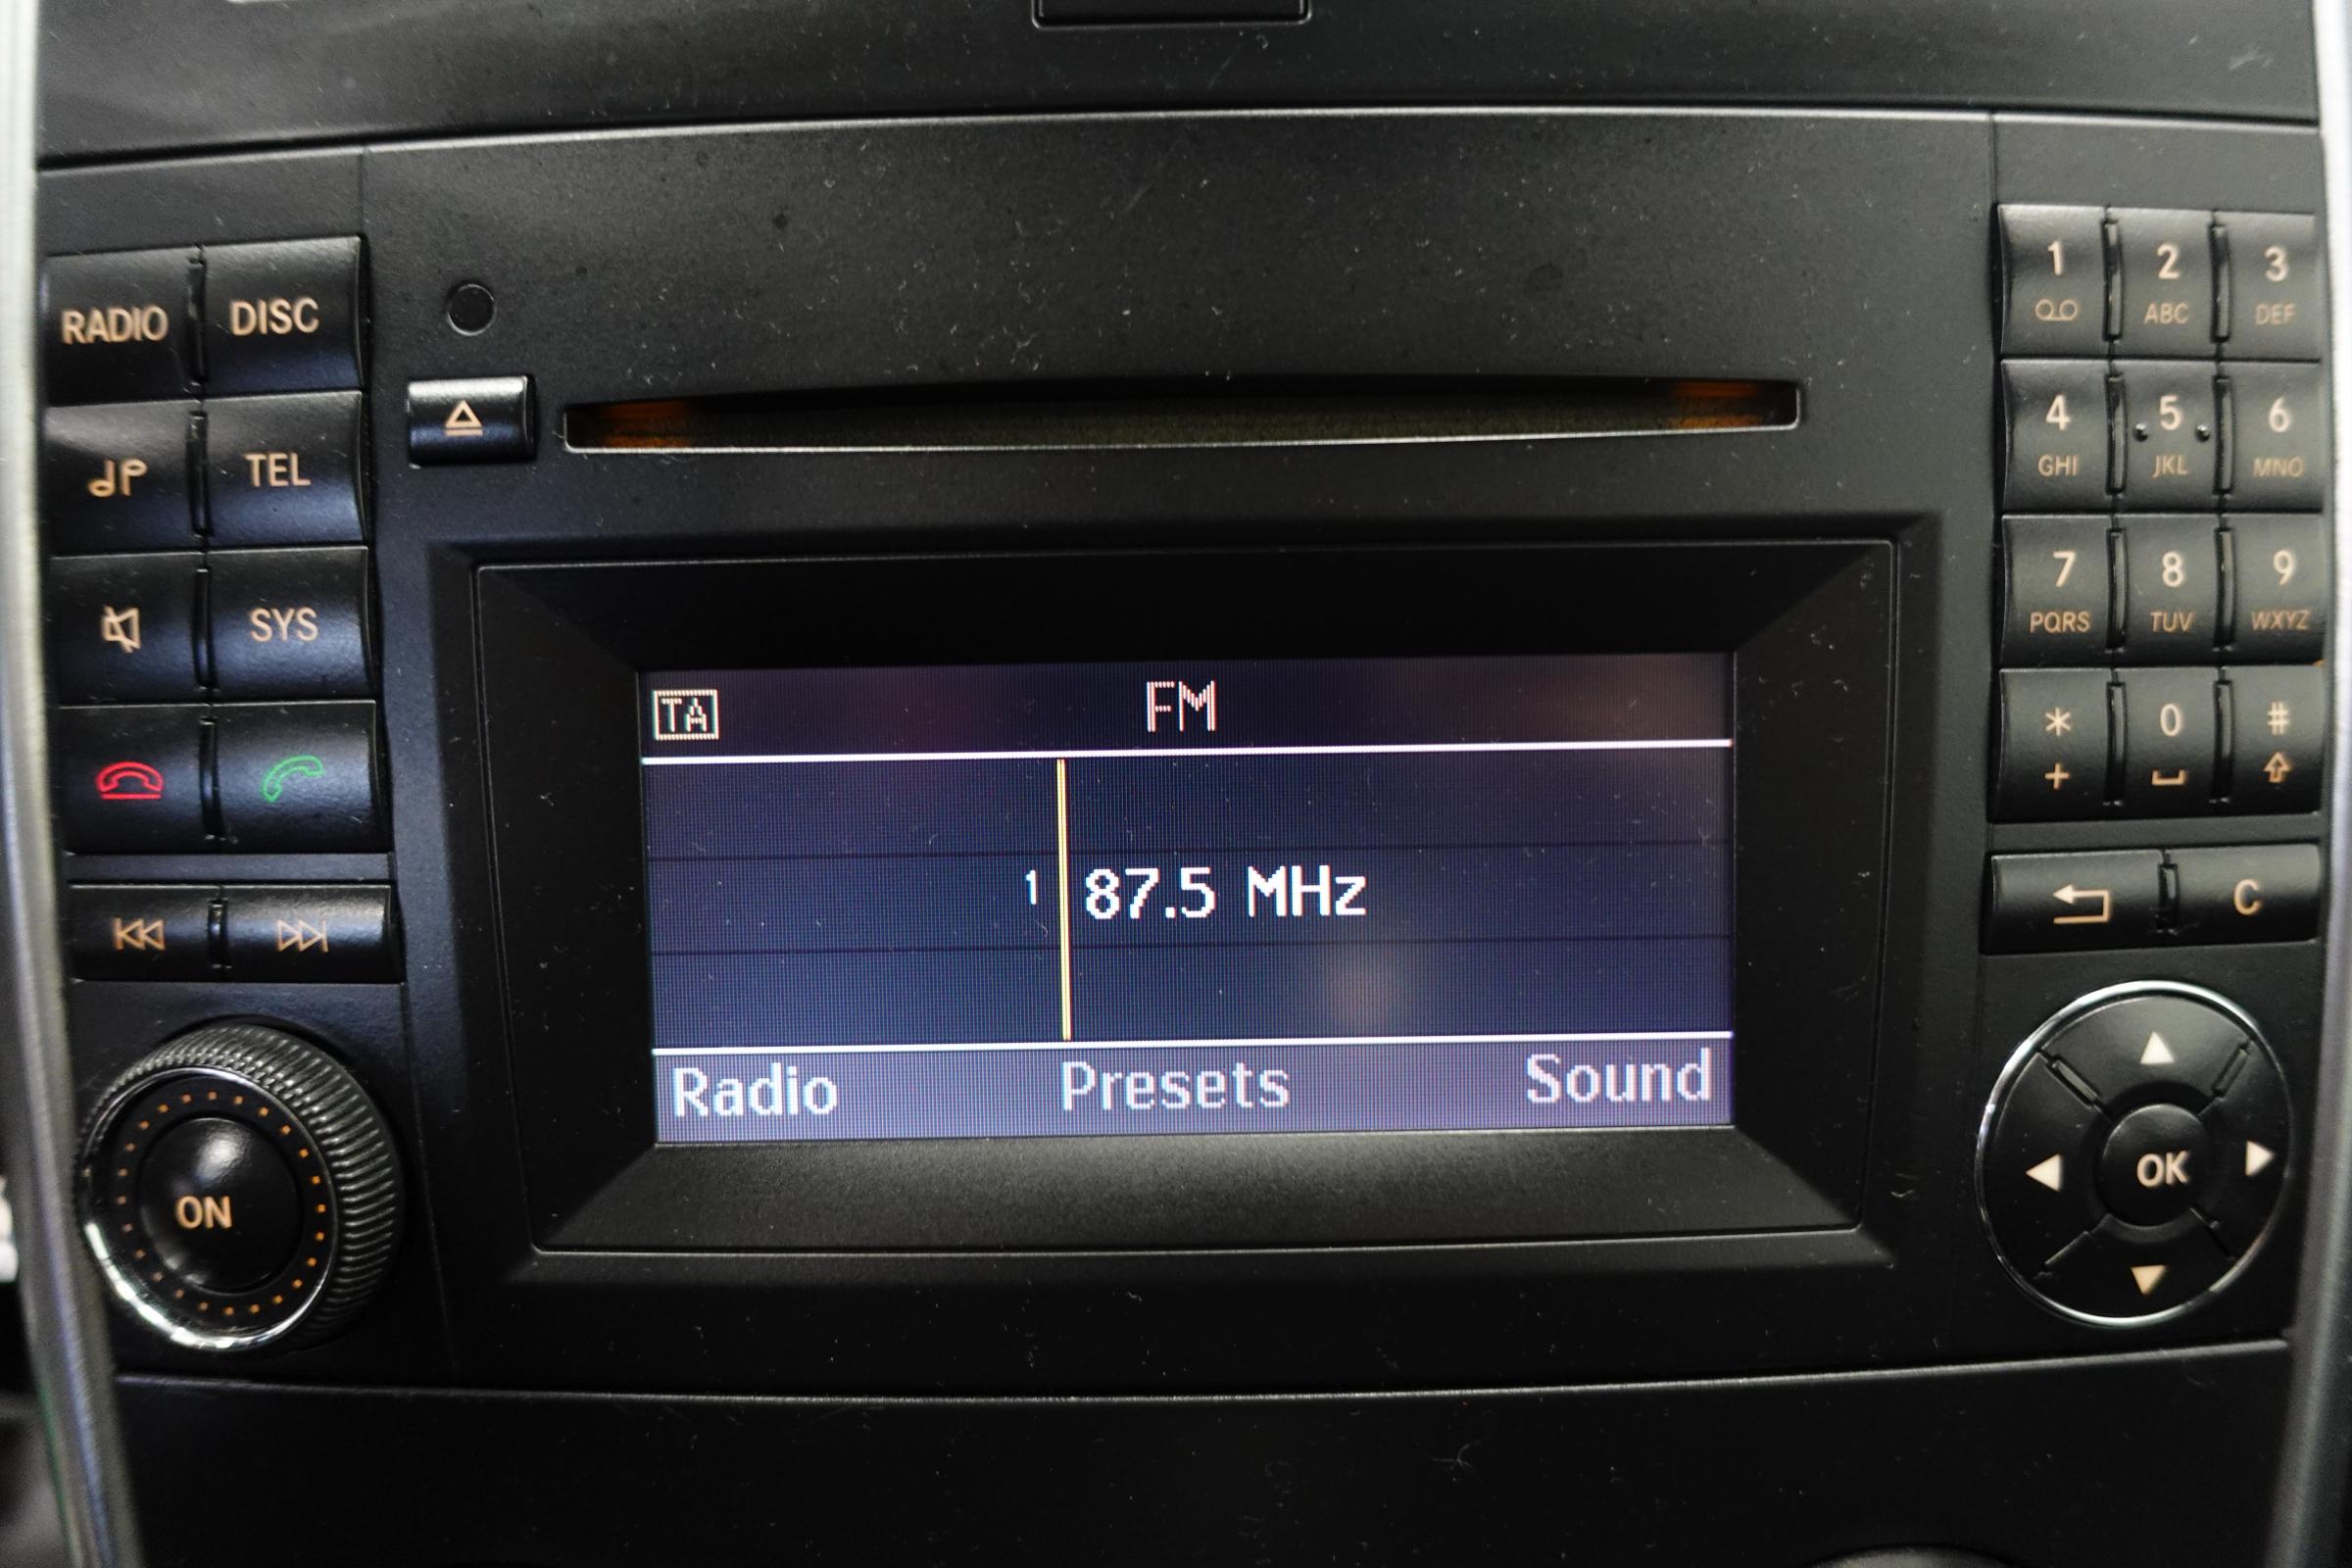 RADIO DISC
TEL
SYS
ON
TA FM
1 87.5 MHz
Radio Presets Sound
1 2 3
ABC DEF
4 5 6
GHI JKL MNO
7 8 9
PQRS TUV WXYZ
* 0 #
+
C
OK